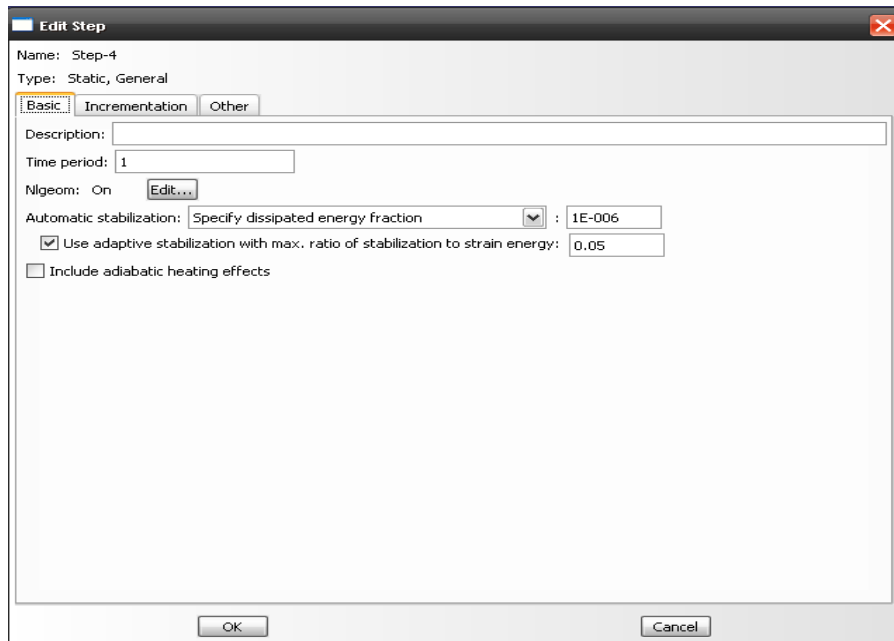 Edit Step
Name: Step-4
Type: Static, General
Basic Incrementation Other
Description:
Time period: 1
Nlgeom: On Edit...
Automatic stabilization: Specify dissipated energy fraction : 1E-006
Use adaptive stabilization with max. ratio of stabilization to strain energy: 0.05
Include adiabatic heating effects
OK Cancel